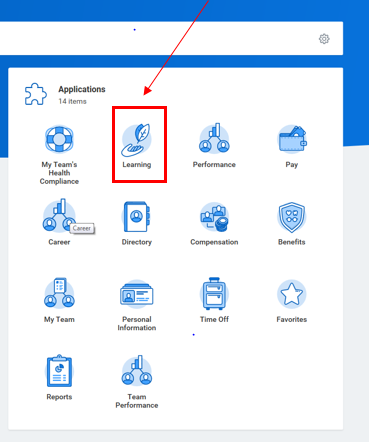 Applications
14 items
My Team's
Health
Compliance
Learning
Performance
Pay
Career
Career
Directory
Compensation
Benefits
My Team
Personal
Information
Time Off
Favorites
Reports
Team
Performance